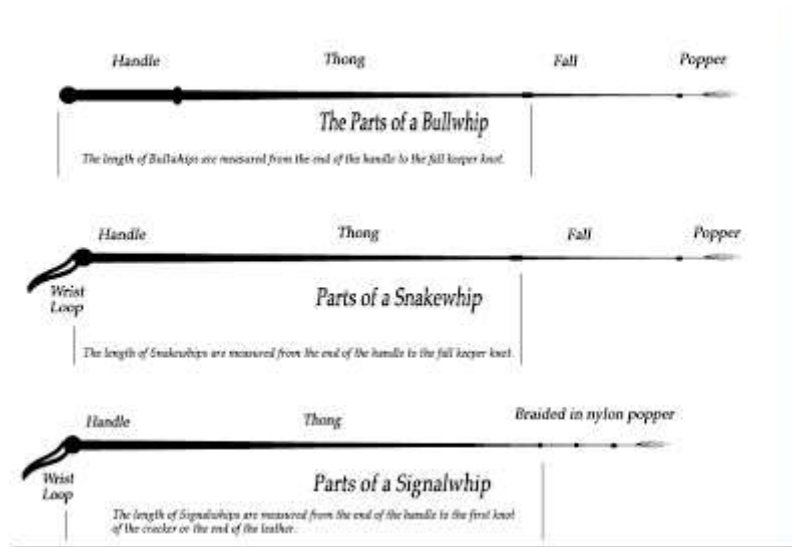 Handle Thong Fall Popper
The Parts of a Bullwhip
The length of Bullwhips are measured from the end of the handle to the fall keeper knot.
Handle Thong Fall Popper
Wrist
Loop
Parts of a Snakewhip
The length of Snakewhips are measured from the end of the handle to the fall keeper knot.
Handle Thong Braided in nylon popper
Wrist
Loop
Parts of a Signalwhip
The length of Signalwhips are measured from the end of the handle to the first knot
of the cracker or the end of the leather.